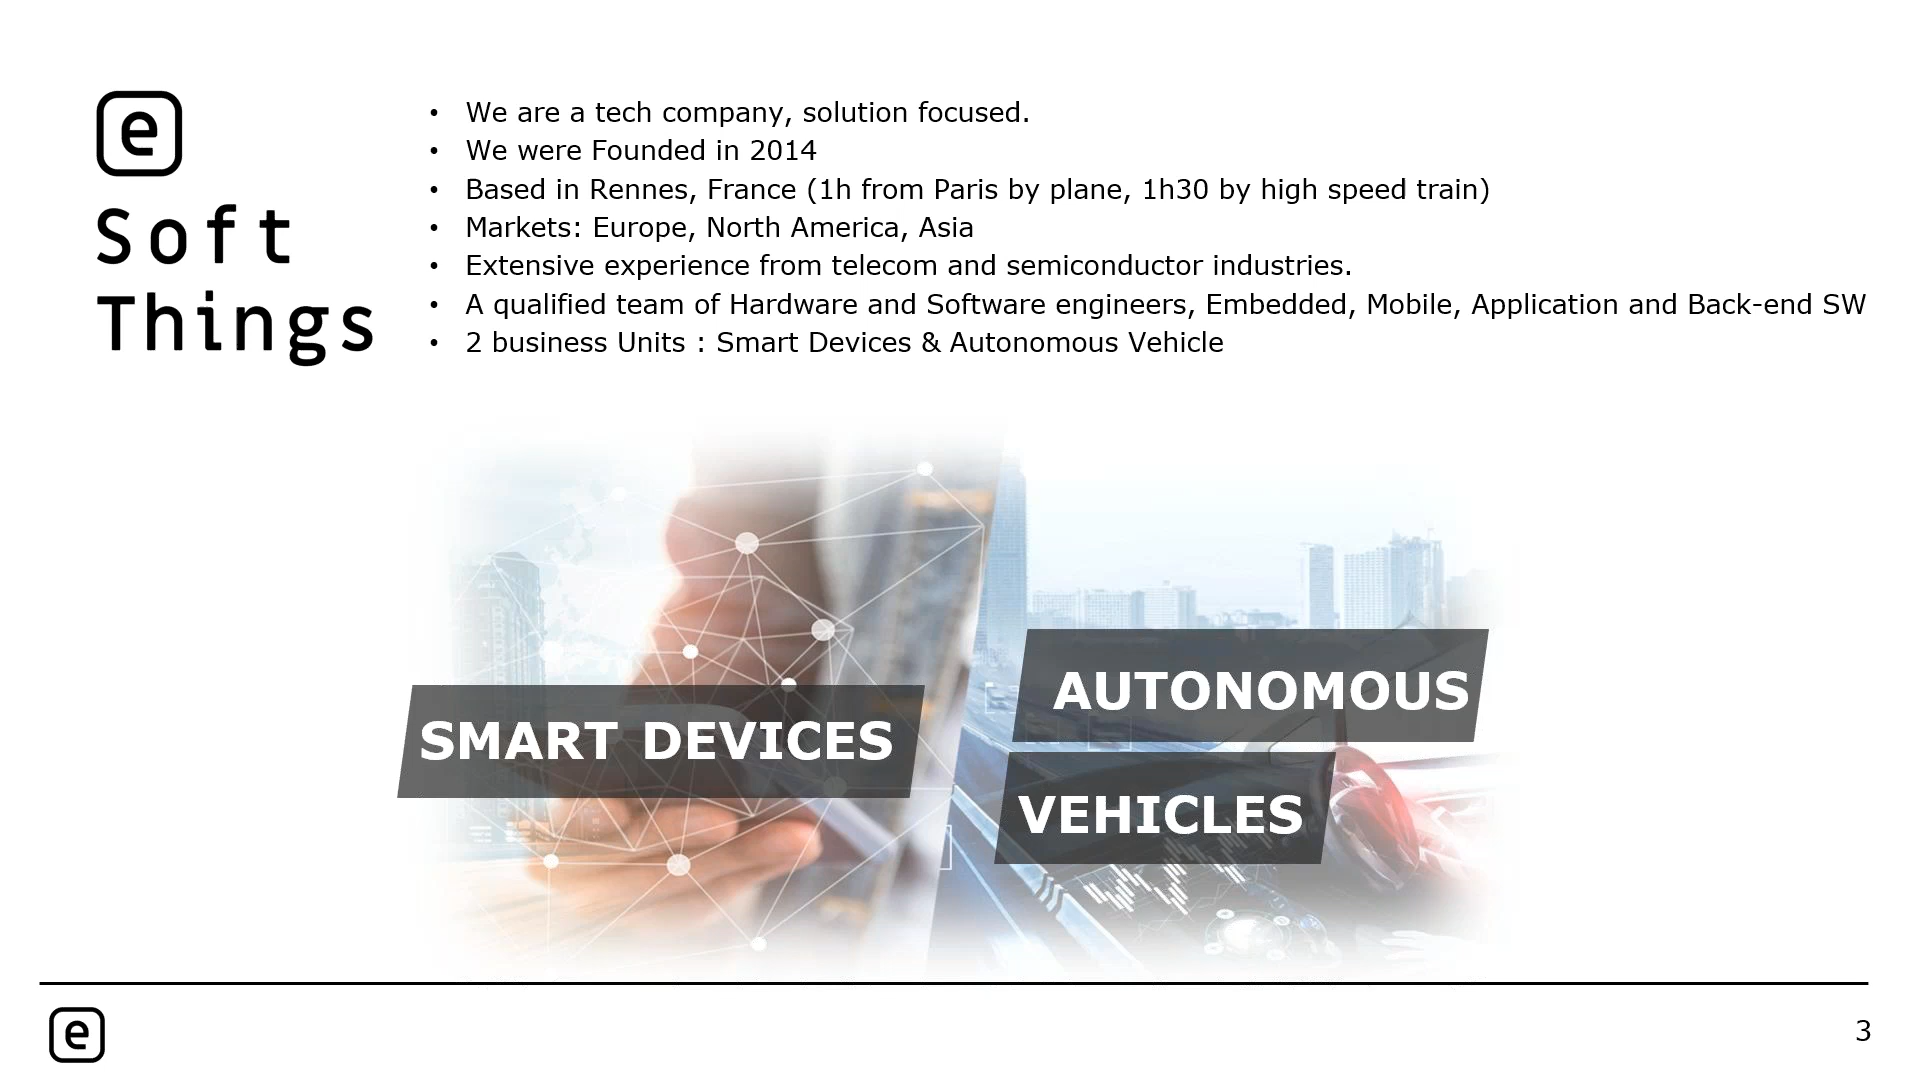 e
Soft
Things
• We are a tech company, solution focused.
• We were Founded in 2014
• Based in Rennes, France (1h from Paris by plane, 1h30 by high speed train)
• Markets: Europe, North America, Asia
• Extensive experience from telecom and semiconductor industries.
• A qualified team of Hardware and Software engineers, Embedded, Mobile, Application and Back-end SW
• 2 business Units : Smart Devices & Autonomous Vehicle
SMART DEVICES
AUTONOMOUS
VEHICLES
e
3